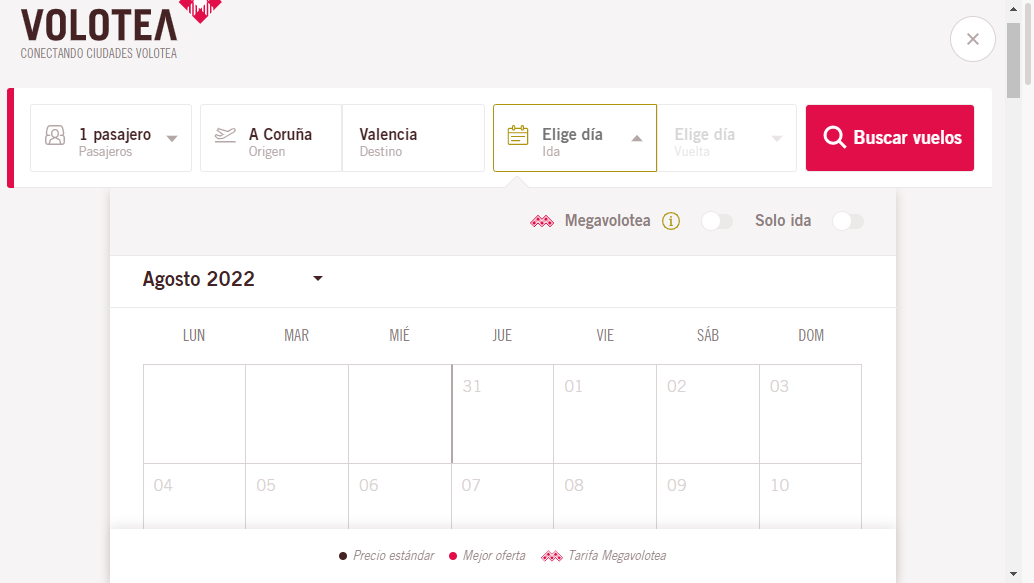 VOLOTEA
CONECTANDO CIUDADES VOLOTEA
1 pasajero
Pasajeros
A Coruña
Origen
Valencia
Destino
Elige día
Ida
Elige día
Vuelta
Buscar vuelos
Megavolotea
Solo ida
Agosto 2022
LUN MAR MIÉ JUE VIE SÁB DOM
31 01 02 03
04 05 06 07 08 09 10
Precio estándar Mejor oferta Tarifa Megavolotea